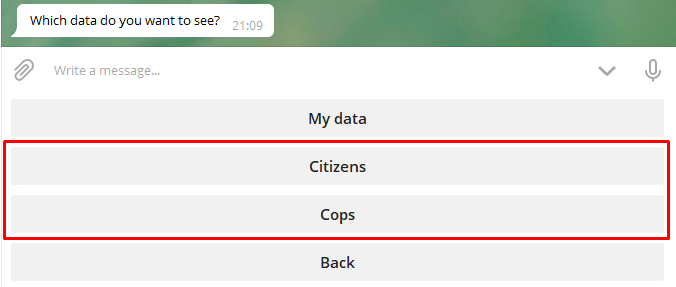 Which data do you want to see?
21:09
Write a message...
My data
Citizens
Cops
Back